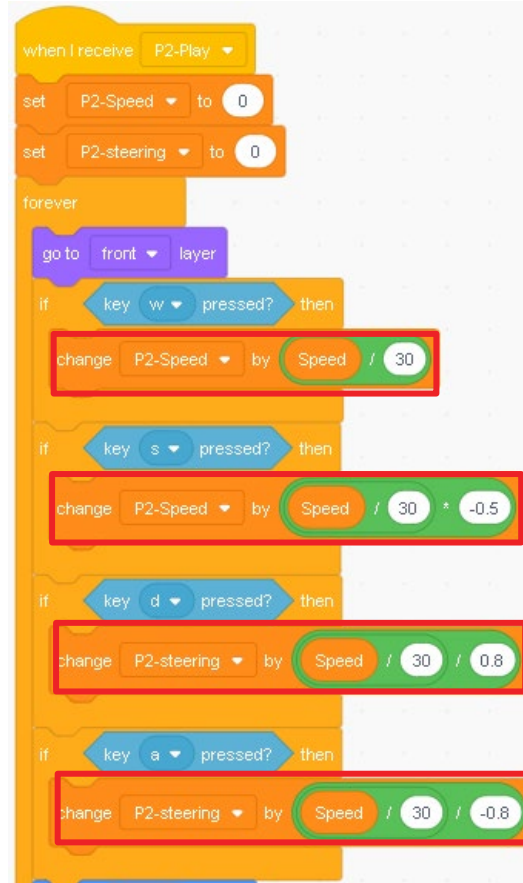 when I receive P2-Play
set P2-Speed to 0
set P2-steering to 0
forever
go to front layer
if key w pressed? then
change P2-Speed by Speed / 30
if key s pressed? then
change P2-Speed by Speed / 30 * -0.5
if key d pressed? then
change P2-steering by Speed / 30 / 0.8
if key a pressed? then
change P2-steering by Speed / 30 / -0.8